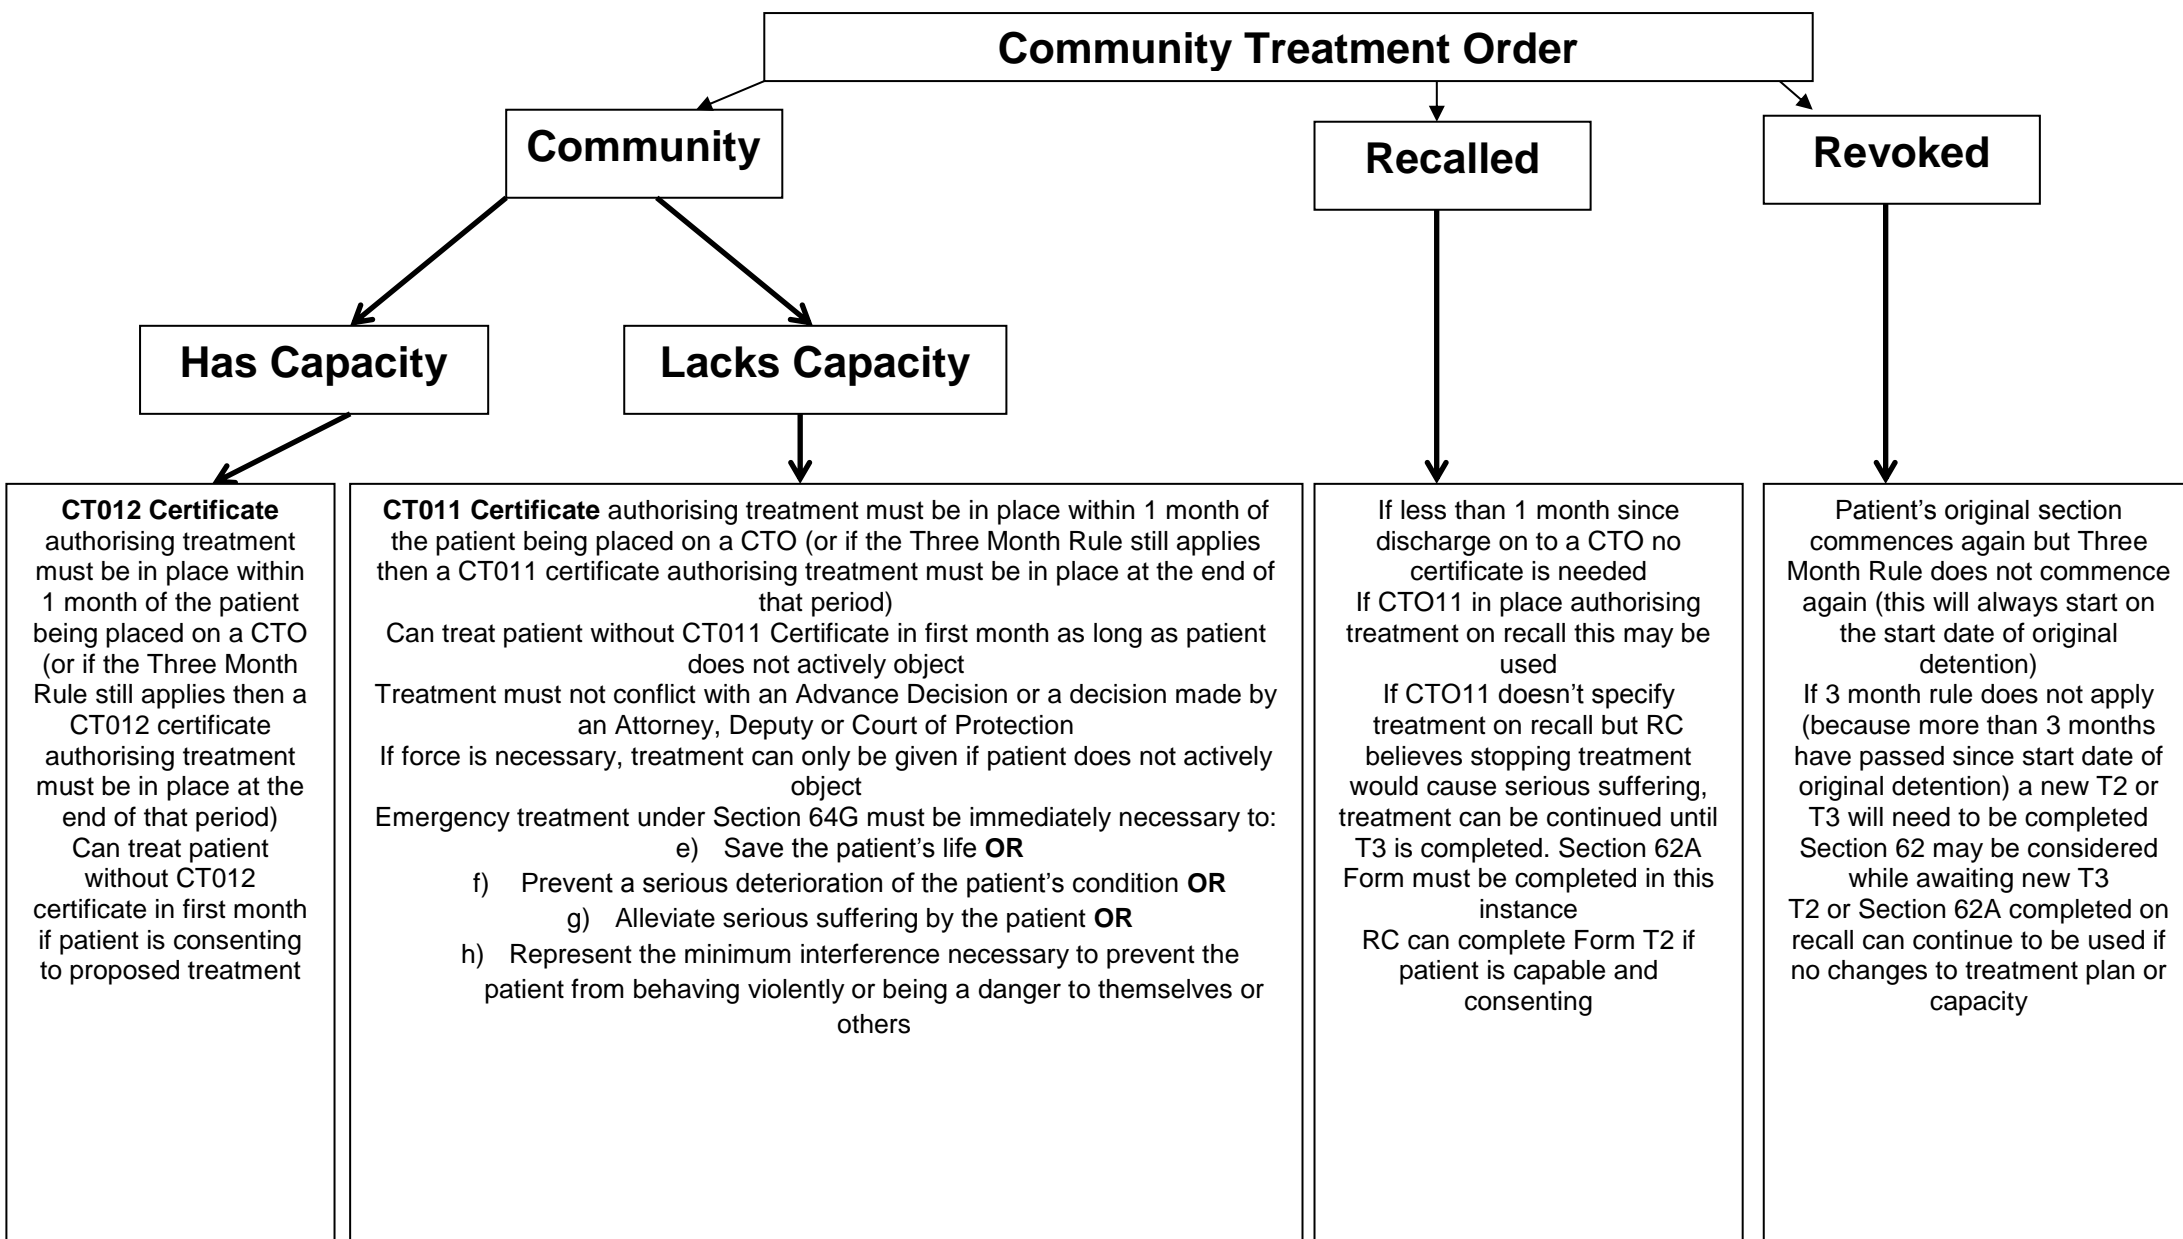 Community Treatment Order
Community
Recalled
Revoked
Has Capacity
Lacks Capacity
CT012 Certificate
authorising treatment
must be in place within
1 month of the patient
being placed on a CTO
(or if the Three Month
Rule still applies then a
CT012 certificate
authorising treatment
must be in place at the
end of that period)
Can treat patient
without CT012
certificate in first month
if patient is consenting
to proposed treatment
CT011 Certificate authorising treatment must be in place within 1 month of
the patient being placed on a CTO (or if the Three Month Rule still applies
then a CT011 certificate authorising treatment must be in place at the end of
that period)
Can treat patient without CT011 Certificate in first month as long as patient
does not actively object
Treatment must not conflict with an Advance Decision or a decision made by
an Attorney, Deputy or Court of Protection
If force is necessary, treatment can only be given if patient does not actively
object
Emergency treatment under Section 64G must be immediately necessary to:
e) Save the patient's life OR
f) Prevent a serious deterioration of the patient's condition OR
g) Alleviate serious suffering by the patient OR
h) Represent the minimum interference necessary to prevent the
patient from behaving violently or being a danger to themselves or
others
If less than 1 month since
discharge on to a CTO no
certificate is needed
If CTO11 in place authorising
treatment on recall this may be
used
If CTO11 doesn't specify
treatment on recall but RC
believes stopping treatment
would cause serious suffering,
treatment can be continued until
T3 is completed. Section 62A
Form must be completed in this
instance
RC can complete Form T2 if
patient is capable and
consenting
Patient's original section
commences again but Three
Month Rule does not commence
again (this will always start on
the start date of original
detention)
If 3 month rule does not apply
(because more than 3 months
have passed since start date of
original detention) a new T2 or
T3 will need to be completed
Section 62 may be considered
while awaiting new T3
T2 or Section 62A completed on
recall can continue to be used if
no changes to treatment plan or
capacity